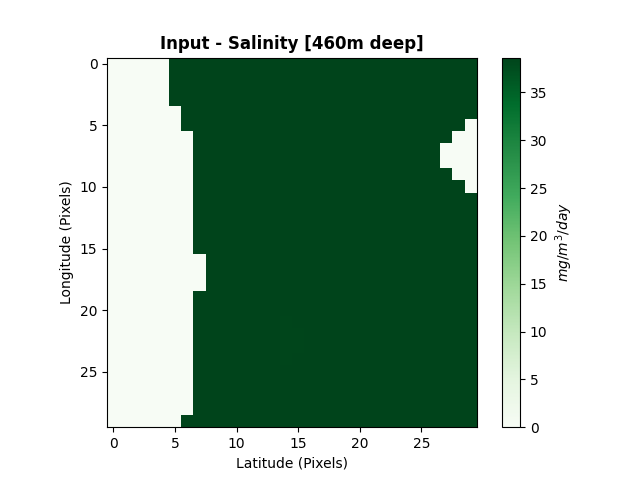 Input - Salinity [460m deep]
0
5
10
15
20
25
Longitude (Pixels)
0 5 10 15 20 25
Latitude (Pixels)
35
30
25
20
15
10
5
0
mg/m³/day